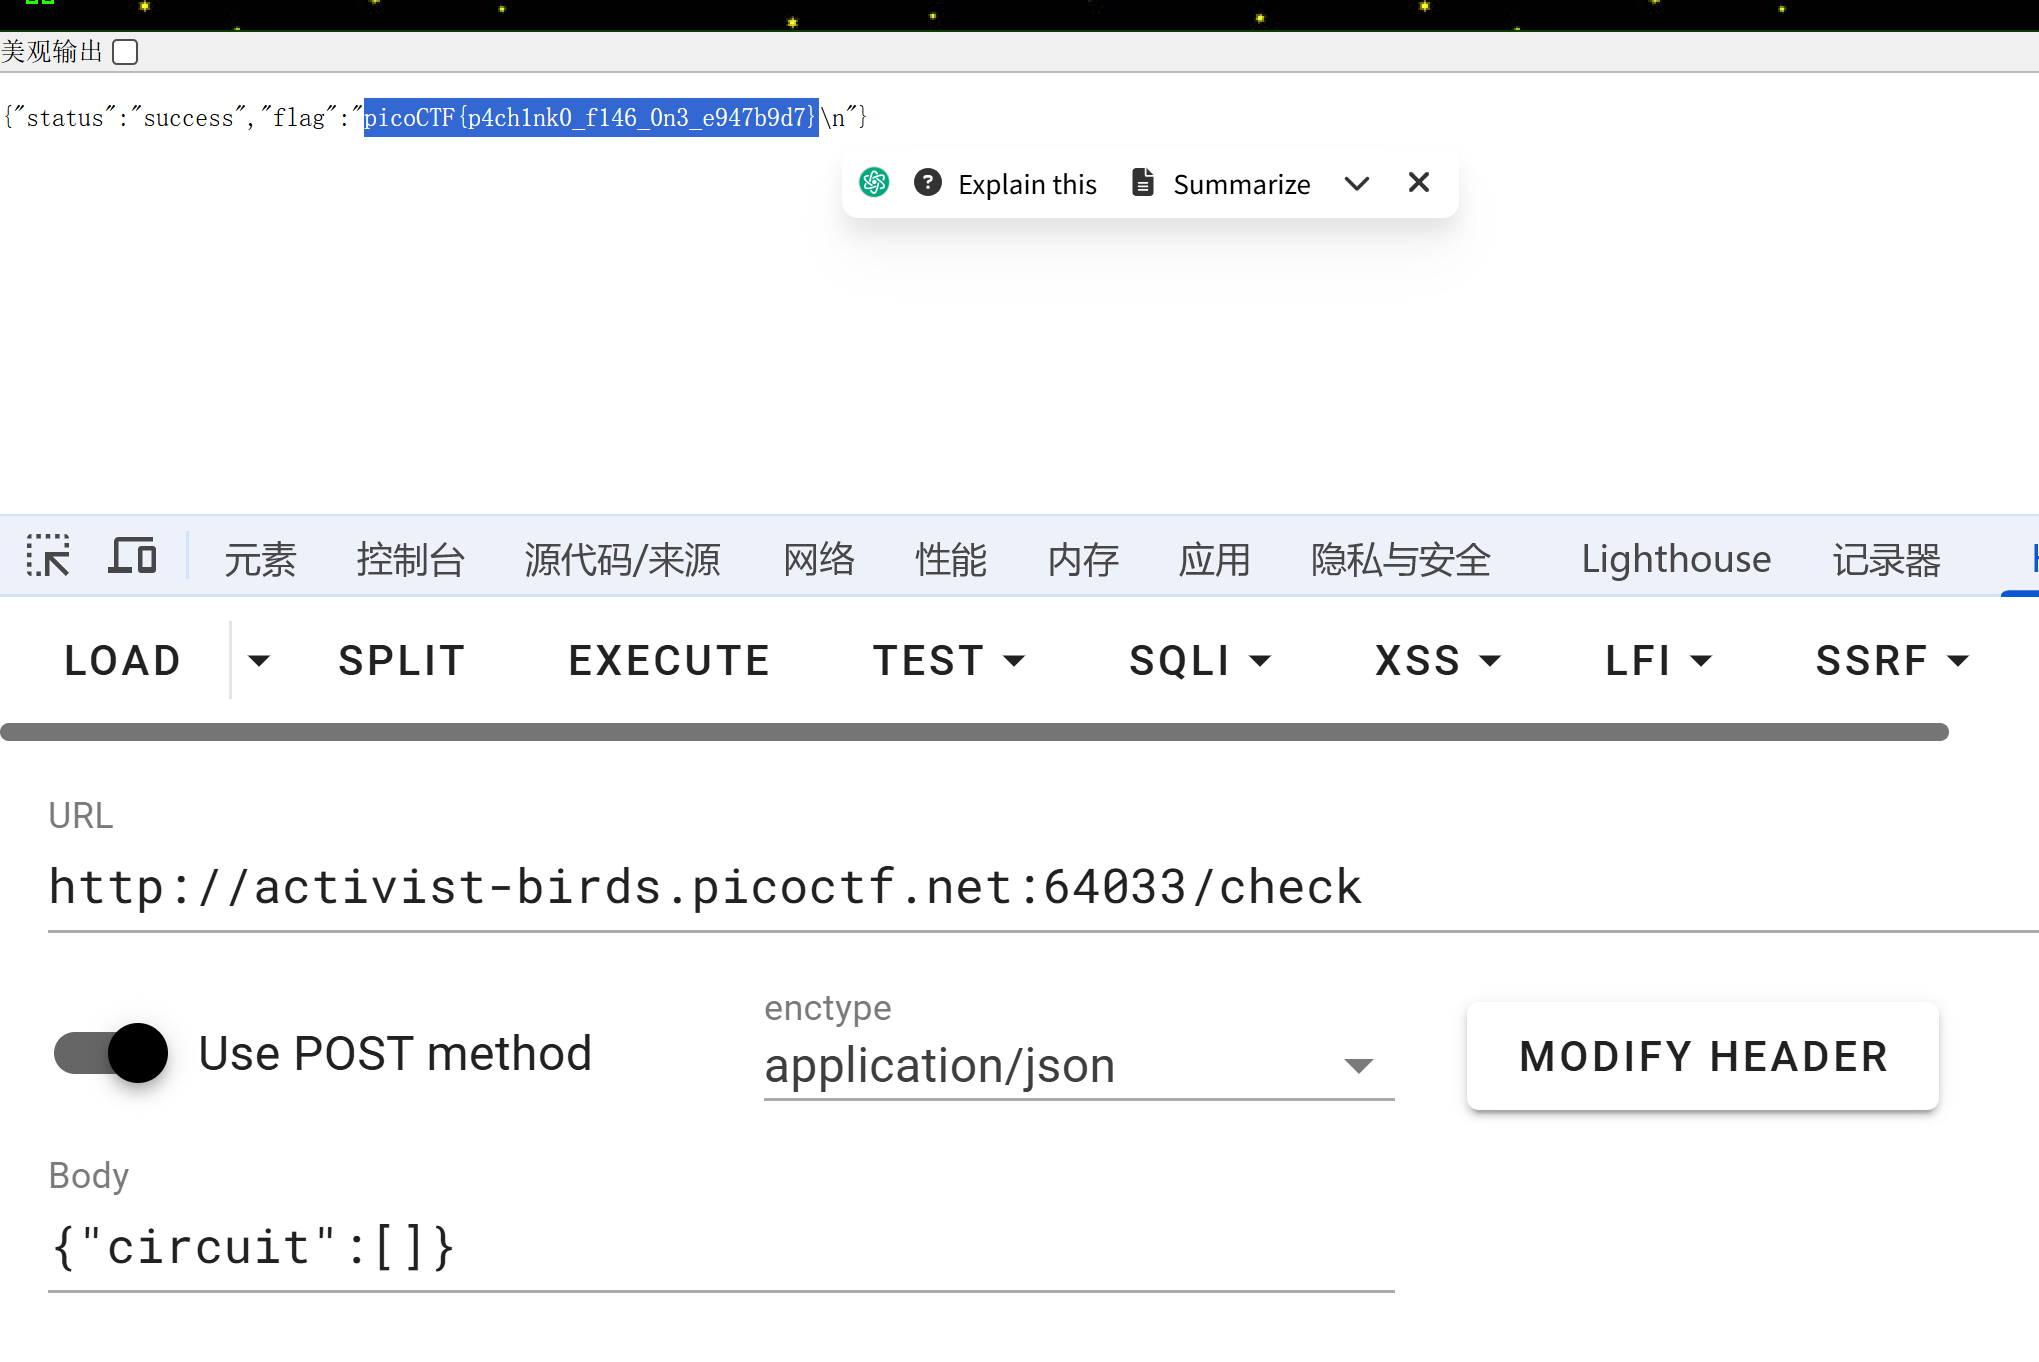 美观输出
{"status":"success","flag":"picoCTF{p4ch1nk0_f146_0n3_e947b9d7}\n"}
Explain this Summarize
元素 控制台 源代码/来源 网络 性能 内存 应用 隐私与安全 Lighthouse 记录器
LOAD SPLIT EXECUTE TEST SQLI XSS LFI SSRF
URL
http://activist-birds.picoctf.net:64033/check
Use POST method
enctype
application/json
MODIFY HEADER
Body
{"circuit":[]}